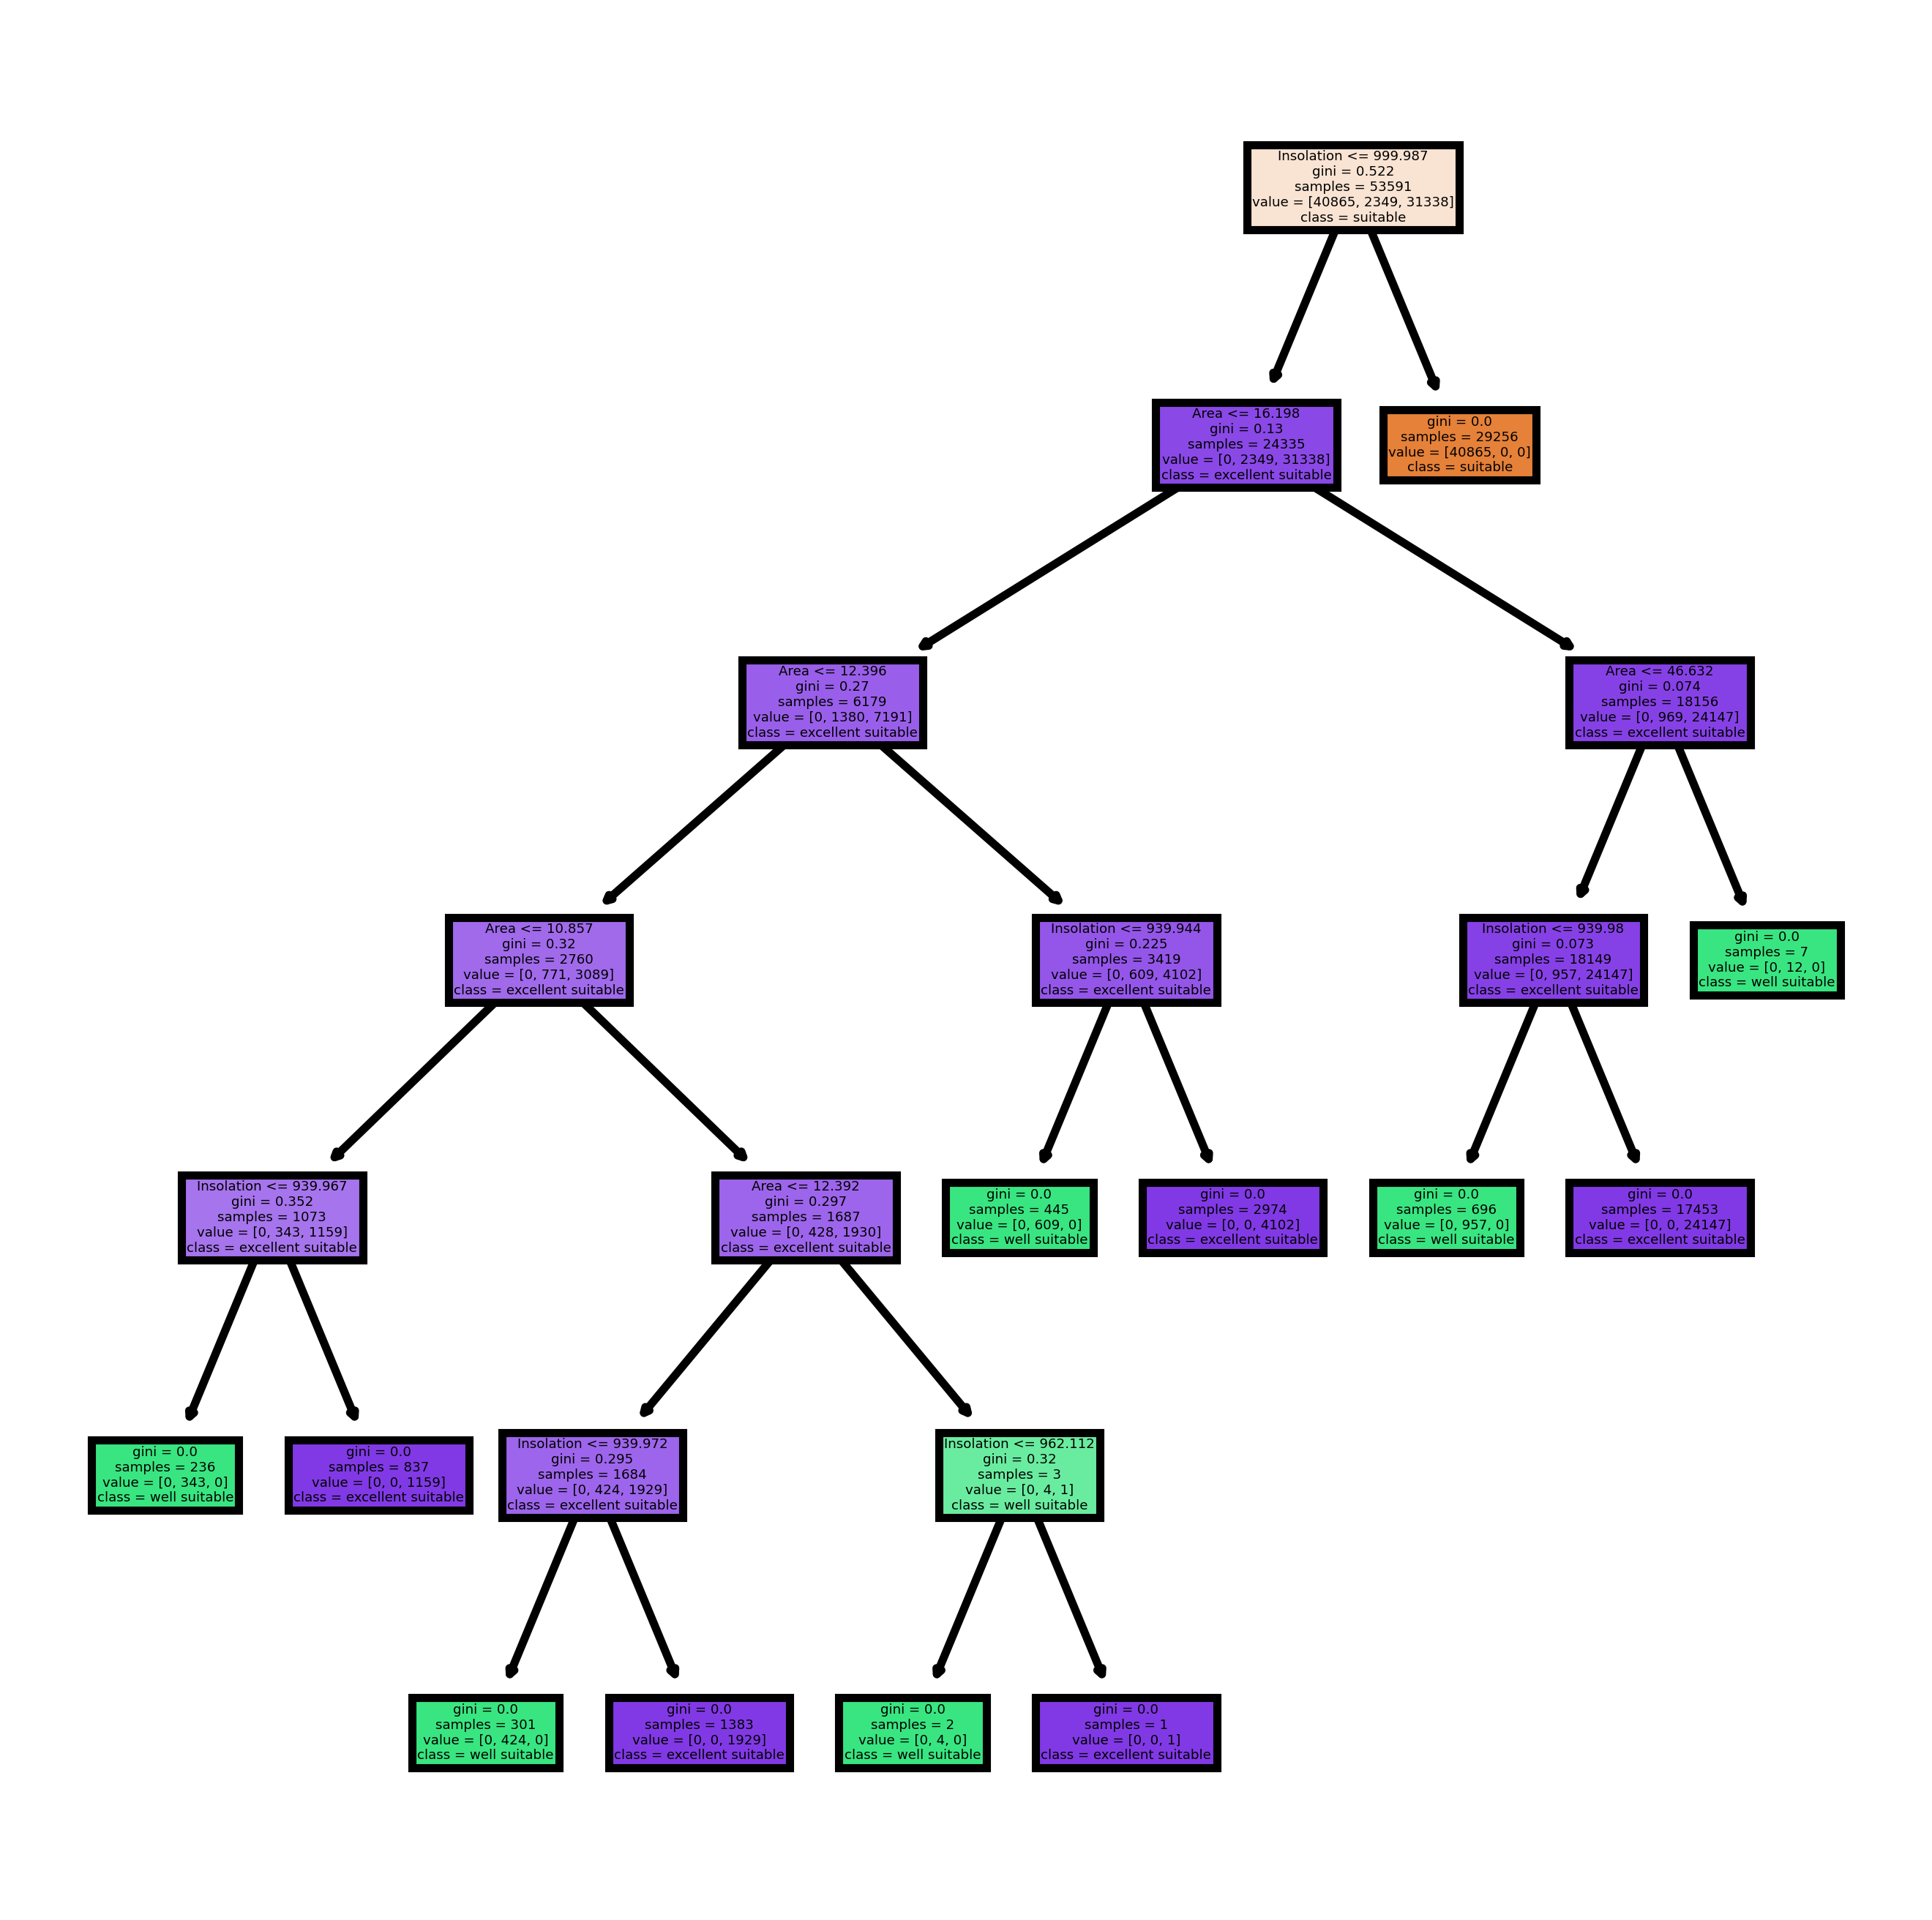 Insolation <= 999.987
gini = 0.522
samples = 53591
value = [40865, 2349, 31338]
class = suitable
Area <= 16.198
gini = 0.13
samples = 24335
value = [0, 2349, 31338]
class = excellent suitable
gini = 0.0
samples = 29256
value = [40865, 0, 0]
class = suitable
Area <= 12.396
gini = 0.27
samples = 6179
value = [0, 1380, 7191]
class = excellent suitable
Area <= 46.632
gini = 0.074
samples = 18156
value = [0, 969, 24147]
class = excellent suitable
Area <= 10.857
gini = 0.32
samples = 2760
value = [0, 771, 3089]
class = excellent suitable
Insolation <= 939.944
gini = 0.225
samples = 3419
value = [0, 609, 4102]
class = excellent suitable
Insolation <= 939.98
gini = 0.073
samples = 18149
value = [0, 957, 24147]
class = excellent suitable
gini = 0.0
samples = 7
value = [0, 12, 0]
class = well suitable
Insolation <= 939.967
gini = 0.352
samples = 1073
value = [0, 343, 1159]
class = excellent suitable
Area <= 12.392
gini = 0.297
samples = 1687
value = [0, 428, 1930]
class = excellent suitable
gini = 0.0
samples = 445
value = [0, 609, 0]
class = well suitable
gini = 0.0
samples = 2974
value = [0, 0, 4102]
class = excellent suitable
gini = 0.0
samples = 696
value = [0, 957, 0]
class = well suitable
gini = 0.0
samples = 17453
value = [0, 0, 24147]
class = excellent suitable
gini = 0.0
samples = 236
value = [0, 343, 0]
class = well suitable
gini = 0.0
samples = 837
value = [0, 0, 1159]
class = excellent suitable
Insolation <= 939.972
gini = 0.295
samples = 1684
value = [0, 424, 1929]
class = excellent suitable
Insolation <= 962.112
gini = 0.32
samples = 3
value = [0, 4, 1]
class = well suitable
gini = 0.0
samples = 301
value = [0, 424, 0]
class = well suitable
gini = 0.0
samples = 1383
value = [0, 0, 1929]
class = excellent suitable
gini = 0.0
samples = 2
value = [0, 4, 0]
class = well suitable
gini = 0.0
samples = 1
value = [0, 0, 1]
class = excellent suitable